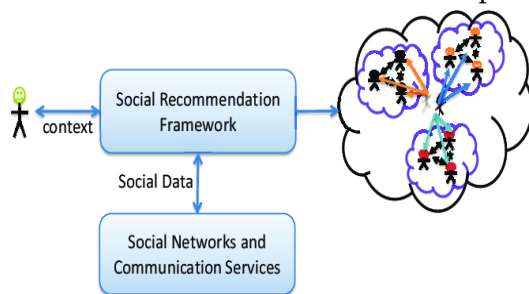 Social Recommendation
Framework
context
Social Data
Social Networks and
Communication Services